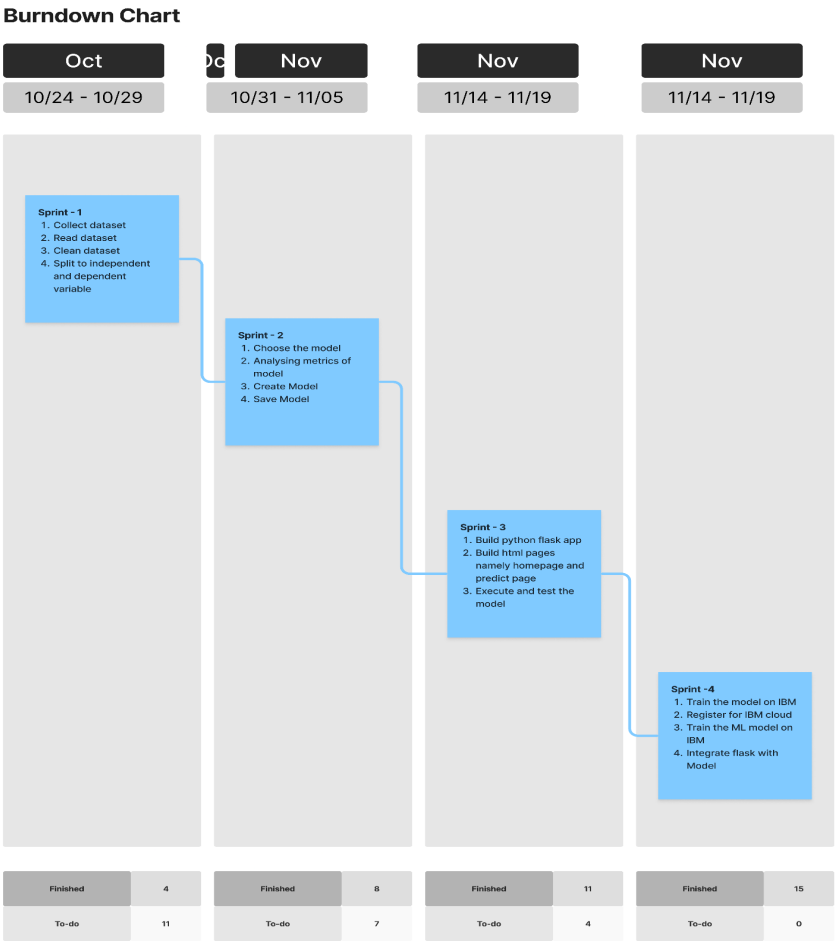 Burndown Chart
Oct
Oc
Nov
Nov
Nov
10/24 - 10/29
10/31 - 11/05
11/14 - 11/19
11/14 - 11/19
Sprint - 1
1. Collect dataset
2. Read dataset
3. Clean dataset
4. Split to independent
and dependent
variable
Sprint - 2
1. Choose the model
2. Analysing metrics of
model
3. Create Model
4. Save Model
Sprint - 3
1. Build python flask app
2. Build html pages
namely homepage and
predict page
3. Execute and test the
model
Sprint -4
1. Train the model on IBM
2. Register for IBM cloud
3. Train the ML model on
IBM
4. Integrate flask with
Model
Finished 4
To-do 11
Finished 8
To-do 7
Finished 11
To-do 4
Finished 15
To-do 0